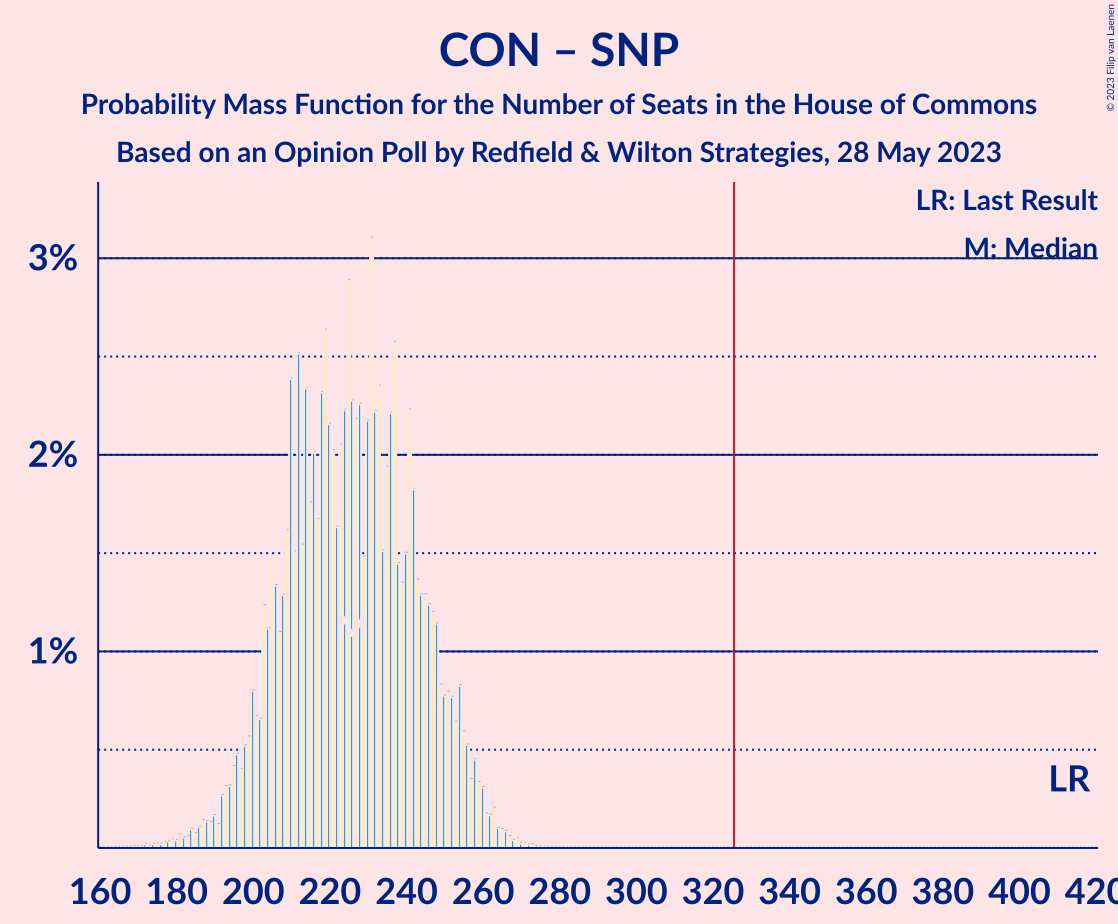 CON – SNP
Probability Mass Function for the Number of Seats in the House of Commons
Based on an Opinion Poll by Redfield & Wilton Strategies, 28 May 2023
© 2023 Filip van Laenen
LR: Last Result
M: Median
3%
2%
1%
LR
160 180 200 220 240 260 280 300 320 340 360 380 400 420